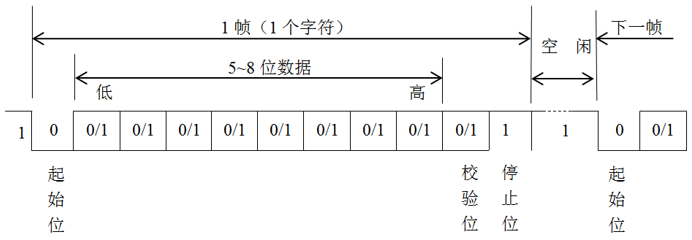 1 帧（1 个字符）
空 闲
下一帧
5~8 位数据
低 高
1 0 0/1 0/1 0/1 0/1 0/1 0/1 0/1 0/1 0/1 1 1 0 0/1
起始位
校验位
停止位
起始位